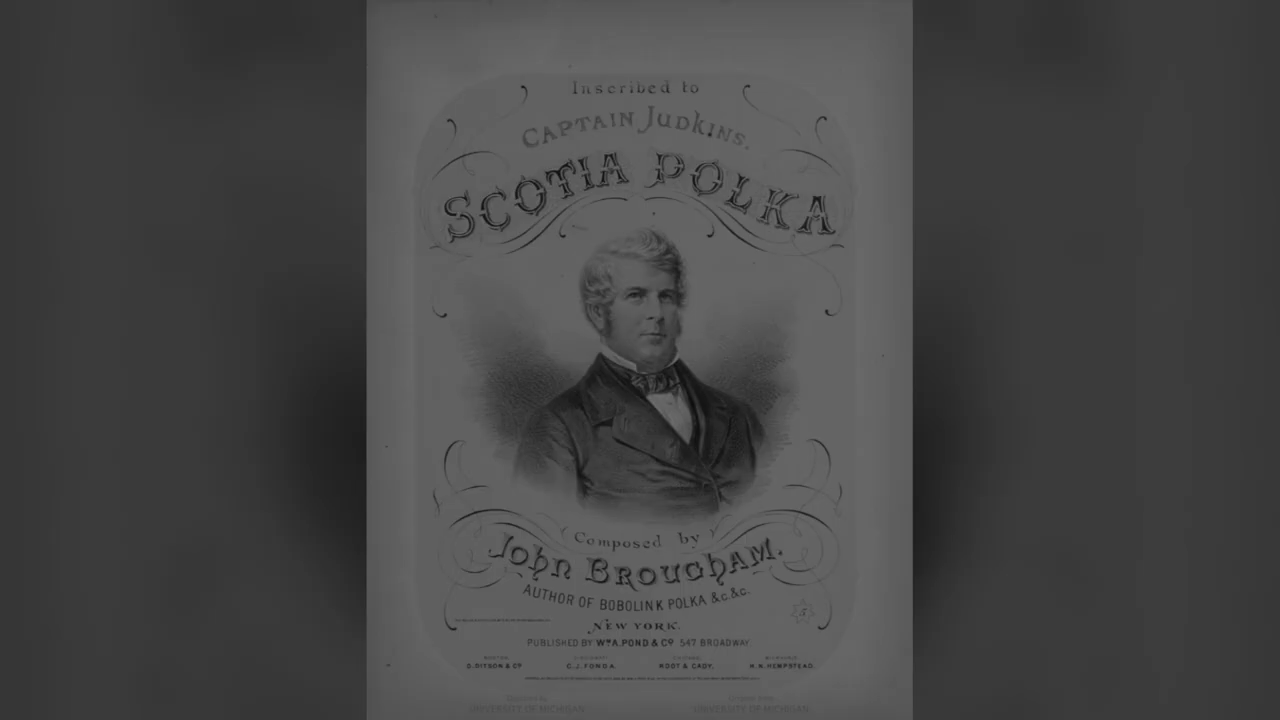 Inscribed to
CAPTAIN JUDKINS.
SCOTIA POLKA
Composed by
JOHN BROUGHAM.
AUTHOR OF BOBOLINK POLKA &c.&c.
5
NEW YORK.
PUBLISHED BY Wm A. POND & Co 547 BROADWAY.
O. DITSON & Co C. J. FONDA. ROOT & CADY. H. N. HEMPSTEAD.
UNIVERSITY OF MICHIGAN UNIVERSITY OF MICHIGAN